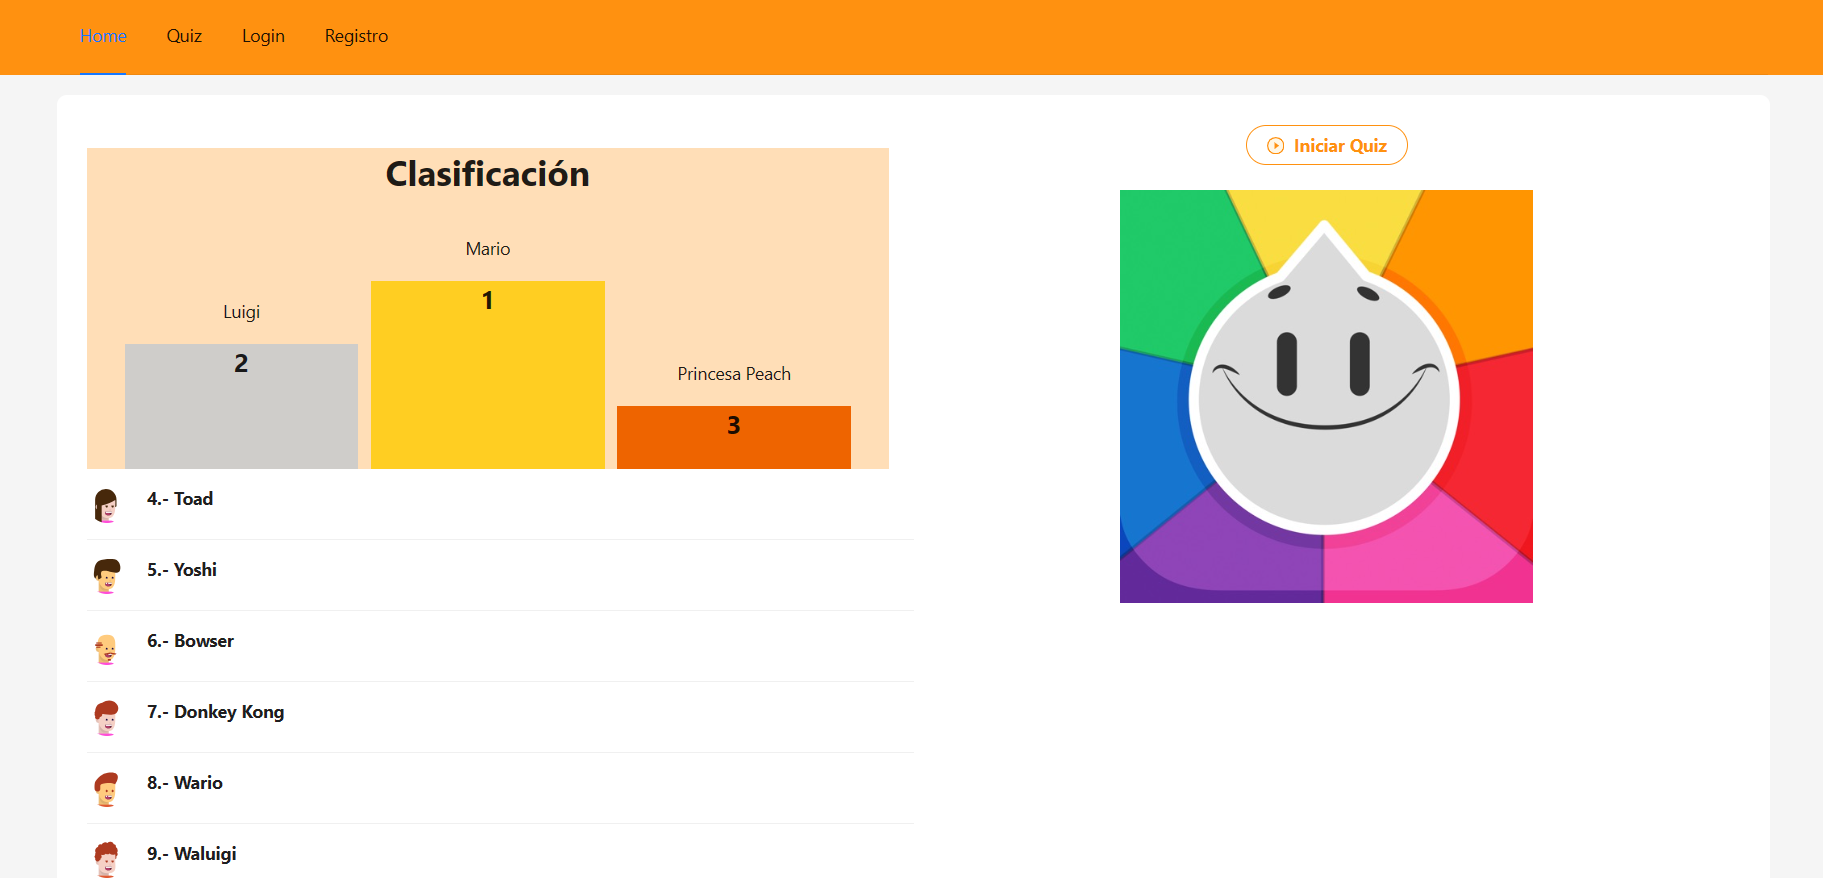 Home Quiz Login Registro
Clasificación
Mario
1
Luigi
2
Princesa Peach
3
4.- Toad
5.- Yoshi
6.- Bowser
7.- Donkey Kong
8.- Wario
9.- Waluigi
Iniciar Quiz